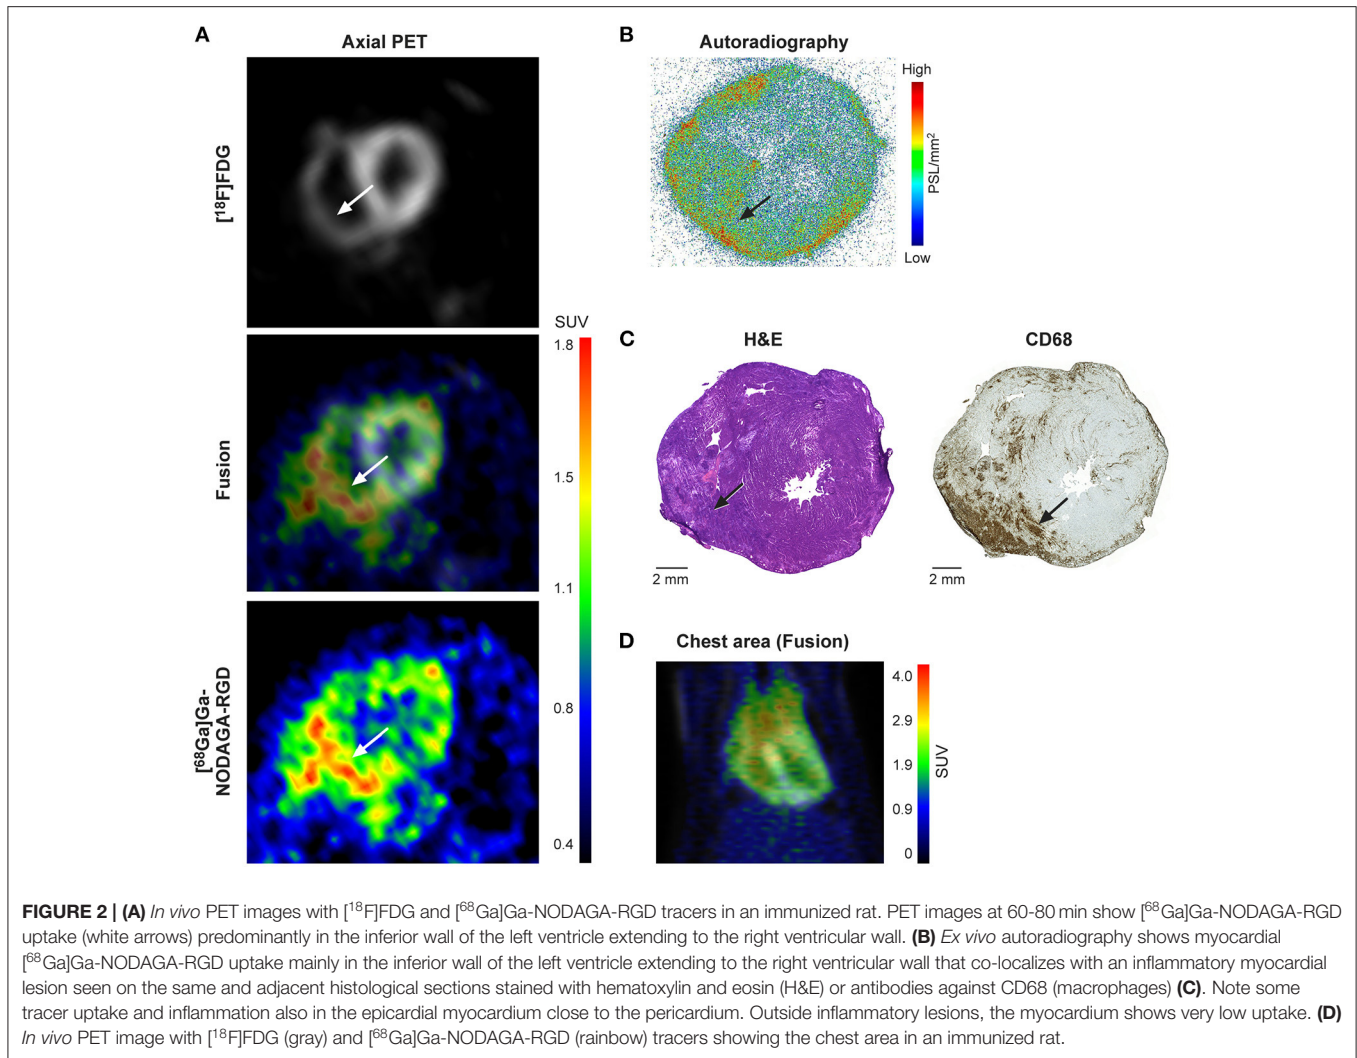 A
Axial PET
[¹⁸F]FDG
Fusion
[⁶⁸Ga]Ga-
NODAGA-RGD
SUV
1.8
1.5
1.1
0.8
0.4
B
Autoradiography
High
PSL/mm²
Low
C
H&E
CD68
2 mm
2 mm
D
Chest area (Fusion)
4.0
2.9
1.9
0.9
0
SUV
FIGURE 2 | (A) In vivo PET images with [¹⁸F]FDG and [⁶⁸Ga]Ga-NODAGA-RGD tracers in an immunized rat. PET images at 60-80 min show [⁶⁸Ga]Ga-NODAGA-RGD
uptake (white arrows) predominantly in the inferior wall of the left ventricle extending to the right ventricular wall. (B) Ex vivo autoradiography shows myocardial
[⁶⁸Ga]Ga-NODAGA-RGD uptake mainly in the inferior wall of the left ventricle extending to the right ventricular wall that co-localizes with an inflammatory myocardial
lesion seen on the same and adjacent histological sections stained with hematoxylin and eosin (H&E) or antibodies against CD68 (macrophages) (C). Note some
tracer uptake and inflammation also in the epicardial myocardium close to the pericardium. Outside inflammatory lesions, the myocardium shows very low uptake. (D)
In vivo PET image with [¹⁸F]FDG (gray) and [⁶⁸Ga]Ga-NODAGA-RGD (rainbow) tracers showing the chest area in an immunized rat.